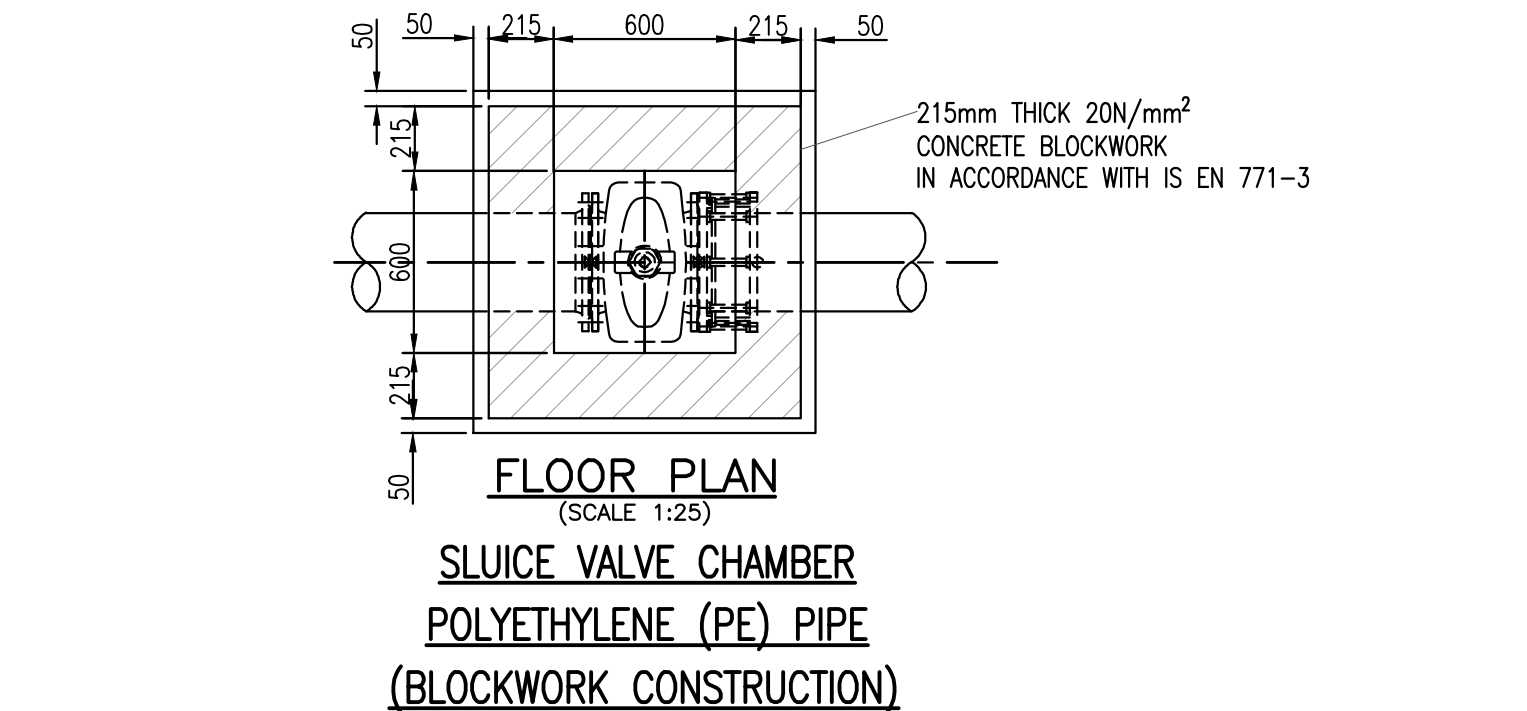 50 215 600 215 50
50
215
600
215
50
215mm THICK 20N/mm²
CONCRETE BLOCKWORK
IN ACCORDANCE WITH IS EN 771-3
FLOOR PLAN
(SCALE 1:25)
SLUICE VALVE CHAMBER
POLYETHYLENE (PE) PIPE
(BLOCKWORK CONSTRUCTION)